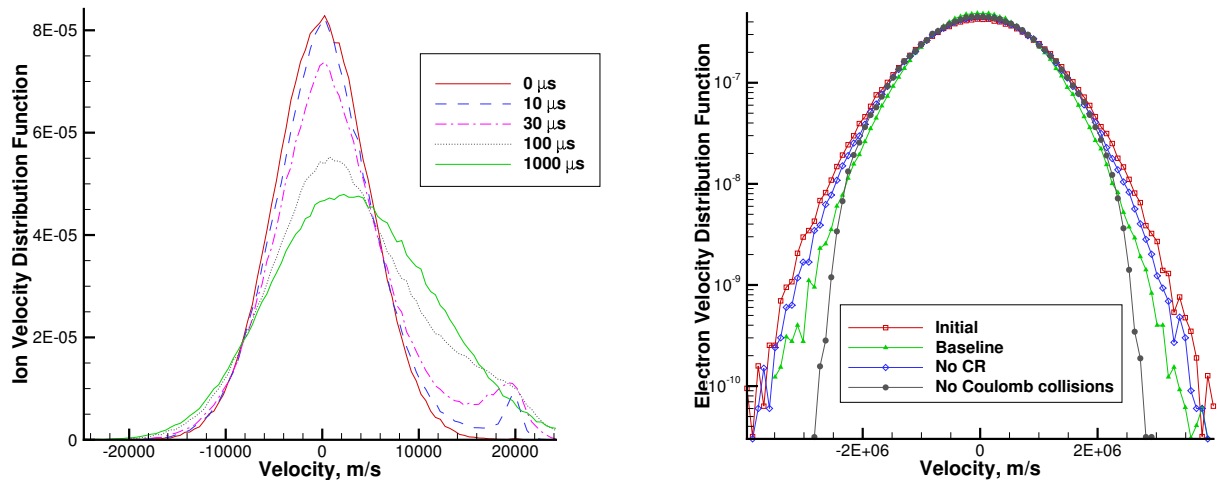 Ion Velocity Distribution Function
8E-05
6E-05
4E-05
2E-05
0
-20000 -10000 0 10000 20000
Velocity, m/s
0 μs
10 μs
30 μs
100 μs
1000 μs
Electron Velocity Distribution Function
10^-7
10^-8
10^-9
10^-10
-2E+06 0 2E+06
Velocity, m/s
Initial
Baseline
No CR
No Coulomb collisions